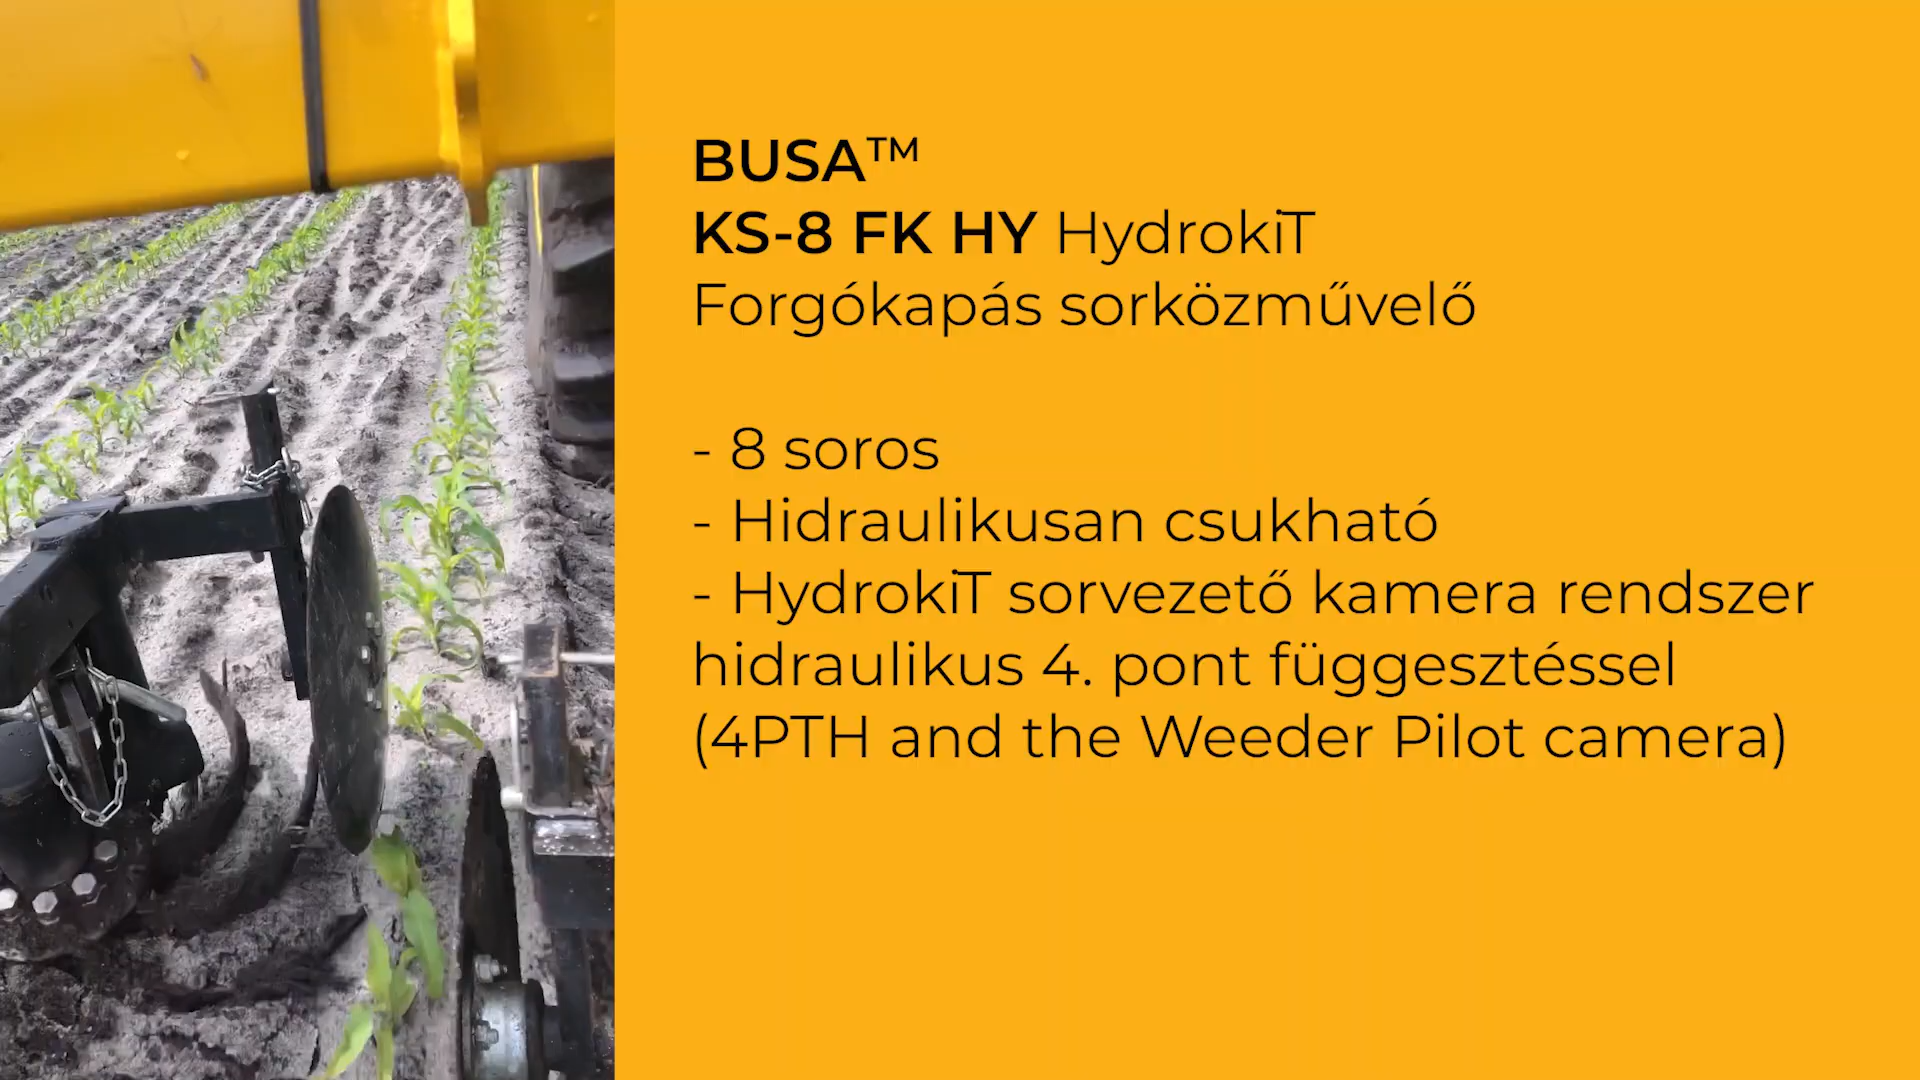 BUSA™
KS-8 FK HY HydrokiT
Forgókapás sorközművelő
- 8 soros
- Hidraulikusan csukható
- HydrokiT sorvezető kamera rendszer
hidraulikus 4. pont függesztéssel
(4PTH and the Weeder Pilot camera)